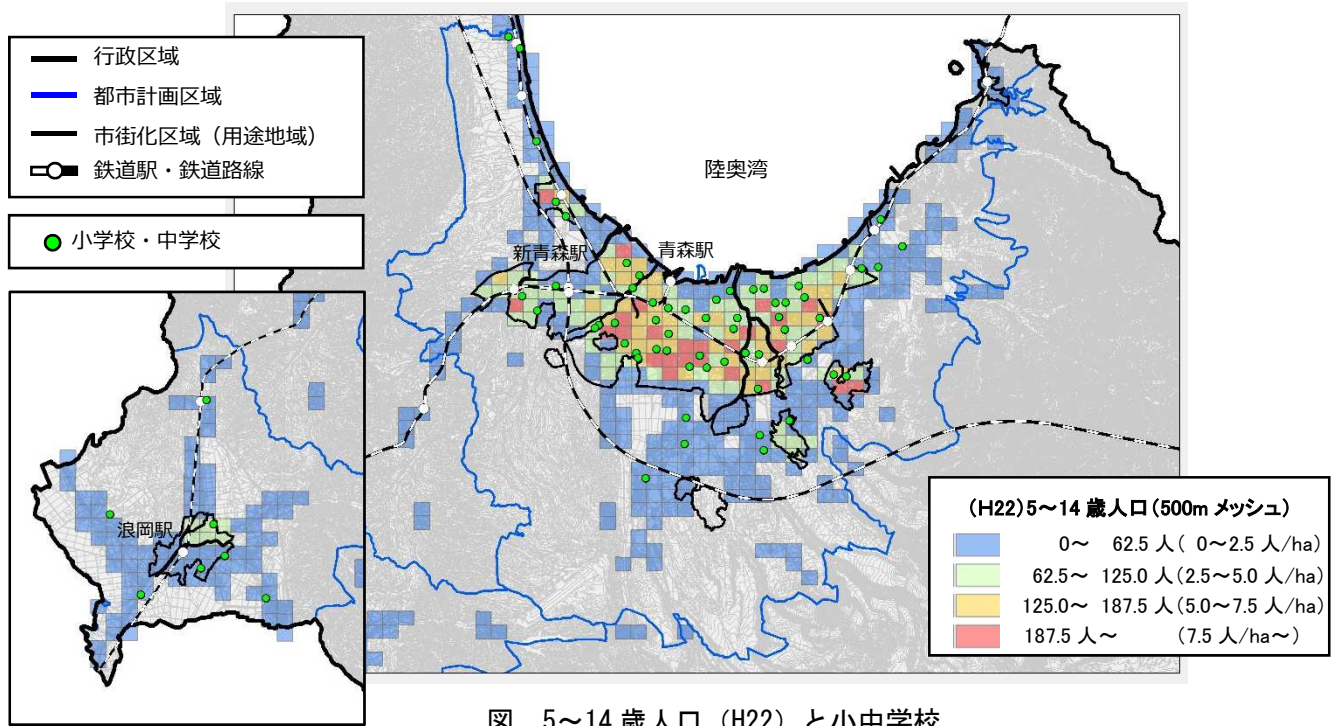 行政区域
都市計画区域
市街化区域（用途地域）
鉄道駅・鉄道路線
小学校・中学校
陸奥湾
新青森駅
青森駅
浪岡駅
(H22)5～14 歳人口(500m メッシュ)
0～ 62.5 人( 0～2.5 人/ha)
62.5～ 125.0 人(2.5～5.0 人/ha)
125.0～ 187.5 人(5.0～7.5 人/ha)
187.5 人～ (7.5 人/ha～)
図 5～14 歳人口（H22）と小中学校